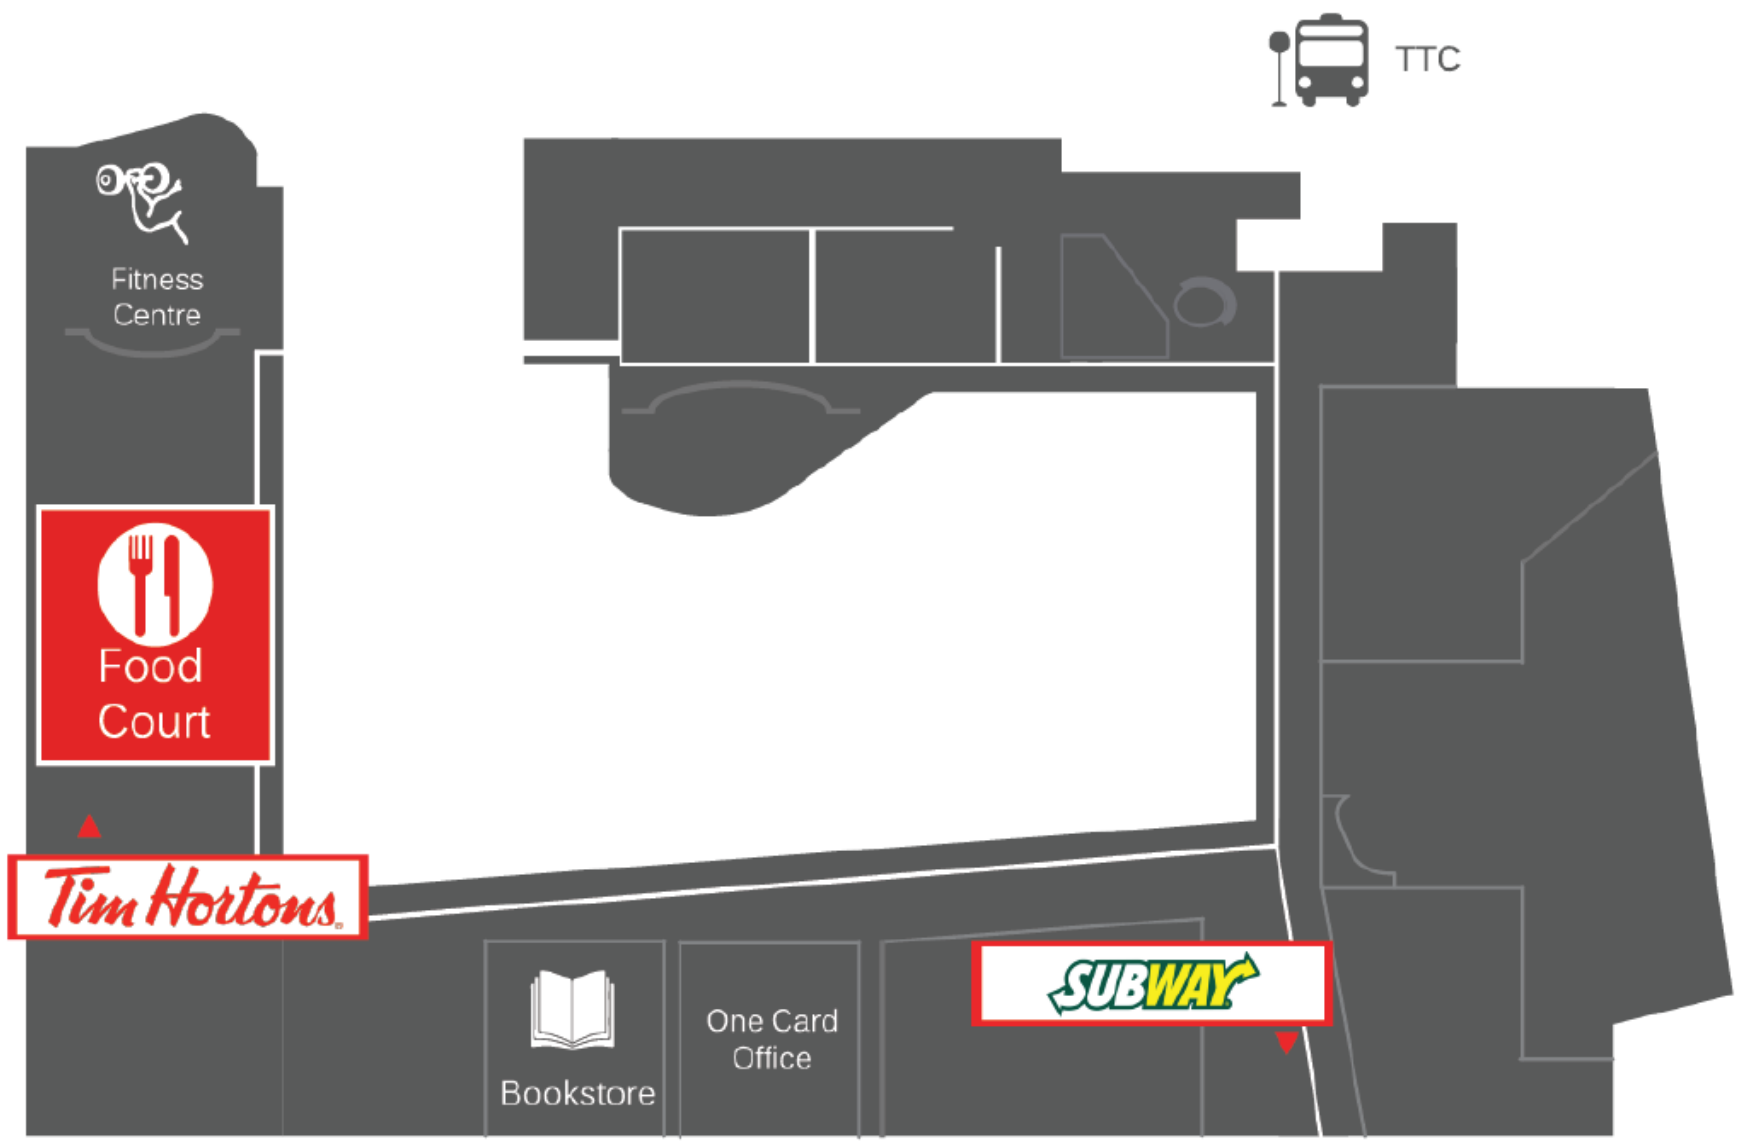 TTC
Fitness
Centre
Food
Court
Tim Hortons
SUBWAY
Bookstore
One Card
Office